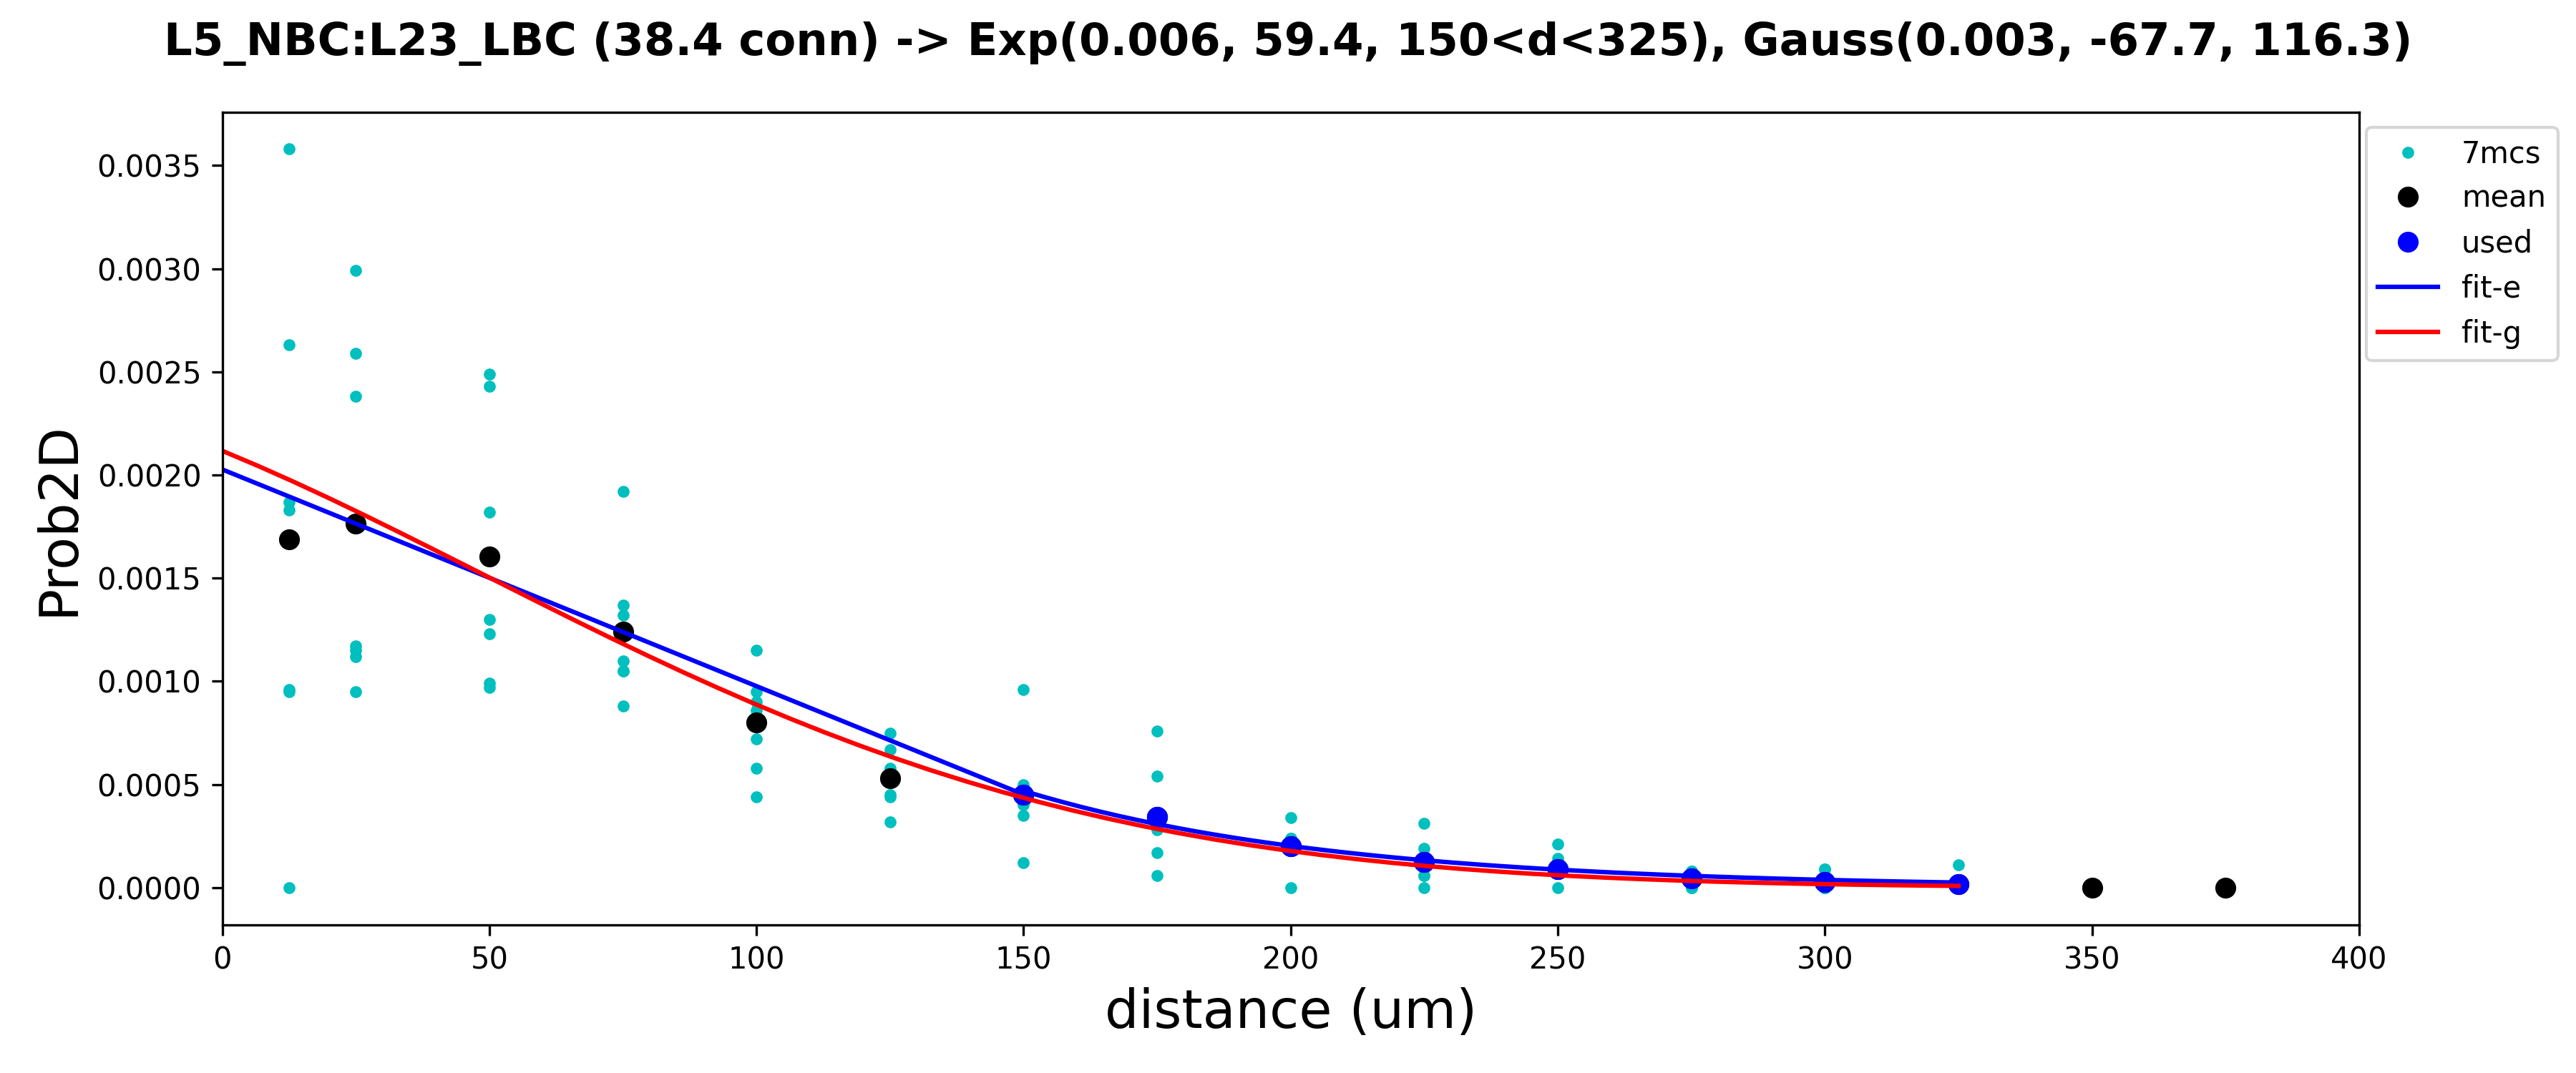 L5_NBC:L23_LBC (38.4 conn) -> Exp(0.006, 59.4, 150<d<325), Gauss(0.003, -67.7, 116.3)
7mcs
mean
used
fit-e
fit-g
Prob2D
0.0035
0.0030
0.0025
0.0020
0.0015
0.0010
0.0005
0.0000
0 50 100 150 200 250 300 350 400
distance (um)